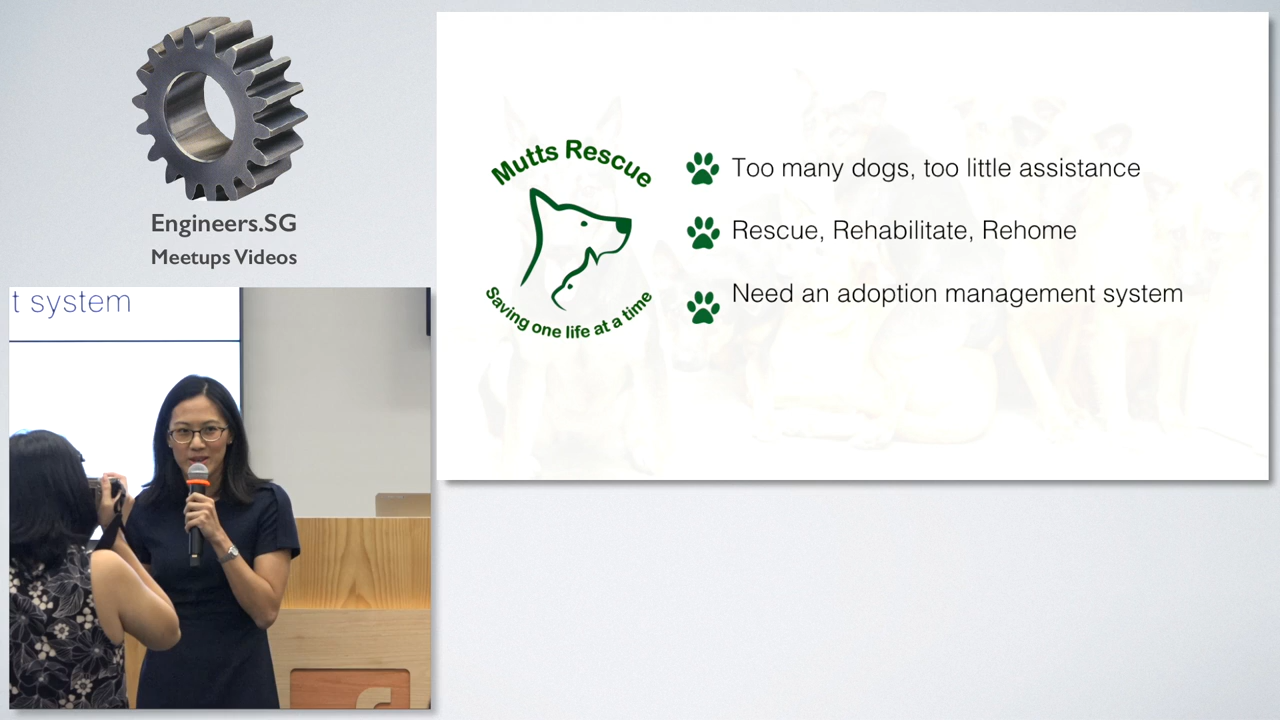 Engineers.SG
Meetups Videos
t system
Mutts Rescue
Saving one life at a time
Too many dogs, too little assistance
Rescue, Rehabilitate, Rehome
Need an adoption management system